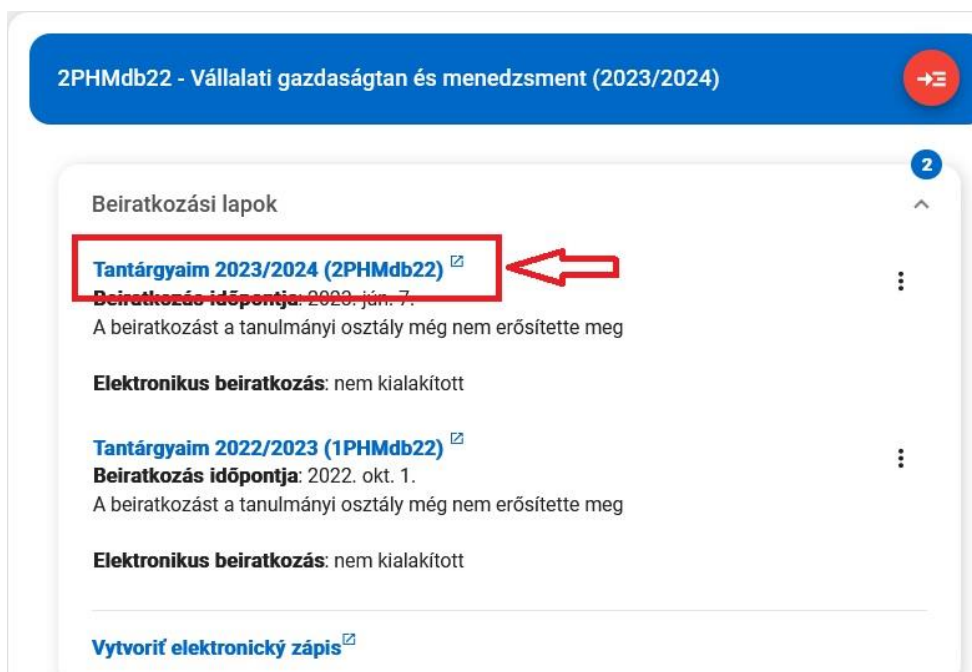 2PHMdb22 - Vállalati gazdaságtan és menedzsment (2023/2024)
2
Beiratkozási lapok
Tantárgyaim 2023/2024 (2PHMdb22)
Beiratkozás időpontja: 2023. jún. 7.
A beiratkozást a tanulmányi osztály még nem erősítette meg
Elektronikus beiratkozás: nem kialakított
Tantárgyaim 2022/2023 (1PHMdb22)
Beiratkozás időpontja: 2022. okt. 1.
A beiratkozást a tanulmányi osztály még nem erősítette meg
Elektronikus beiratkozás: nem kialakított
Vytvoriť elektronický zápis